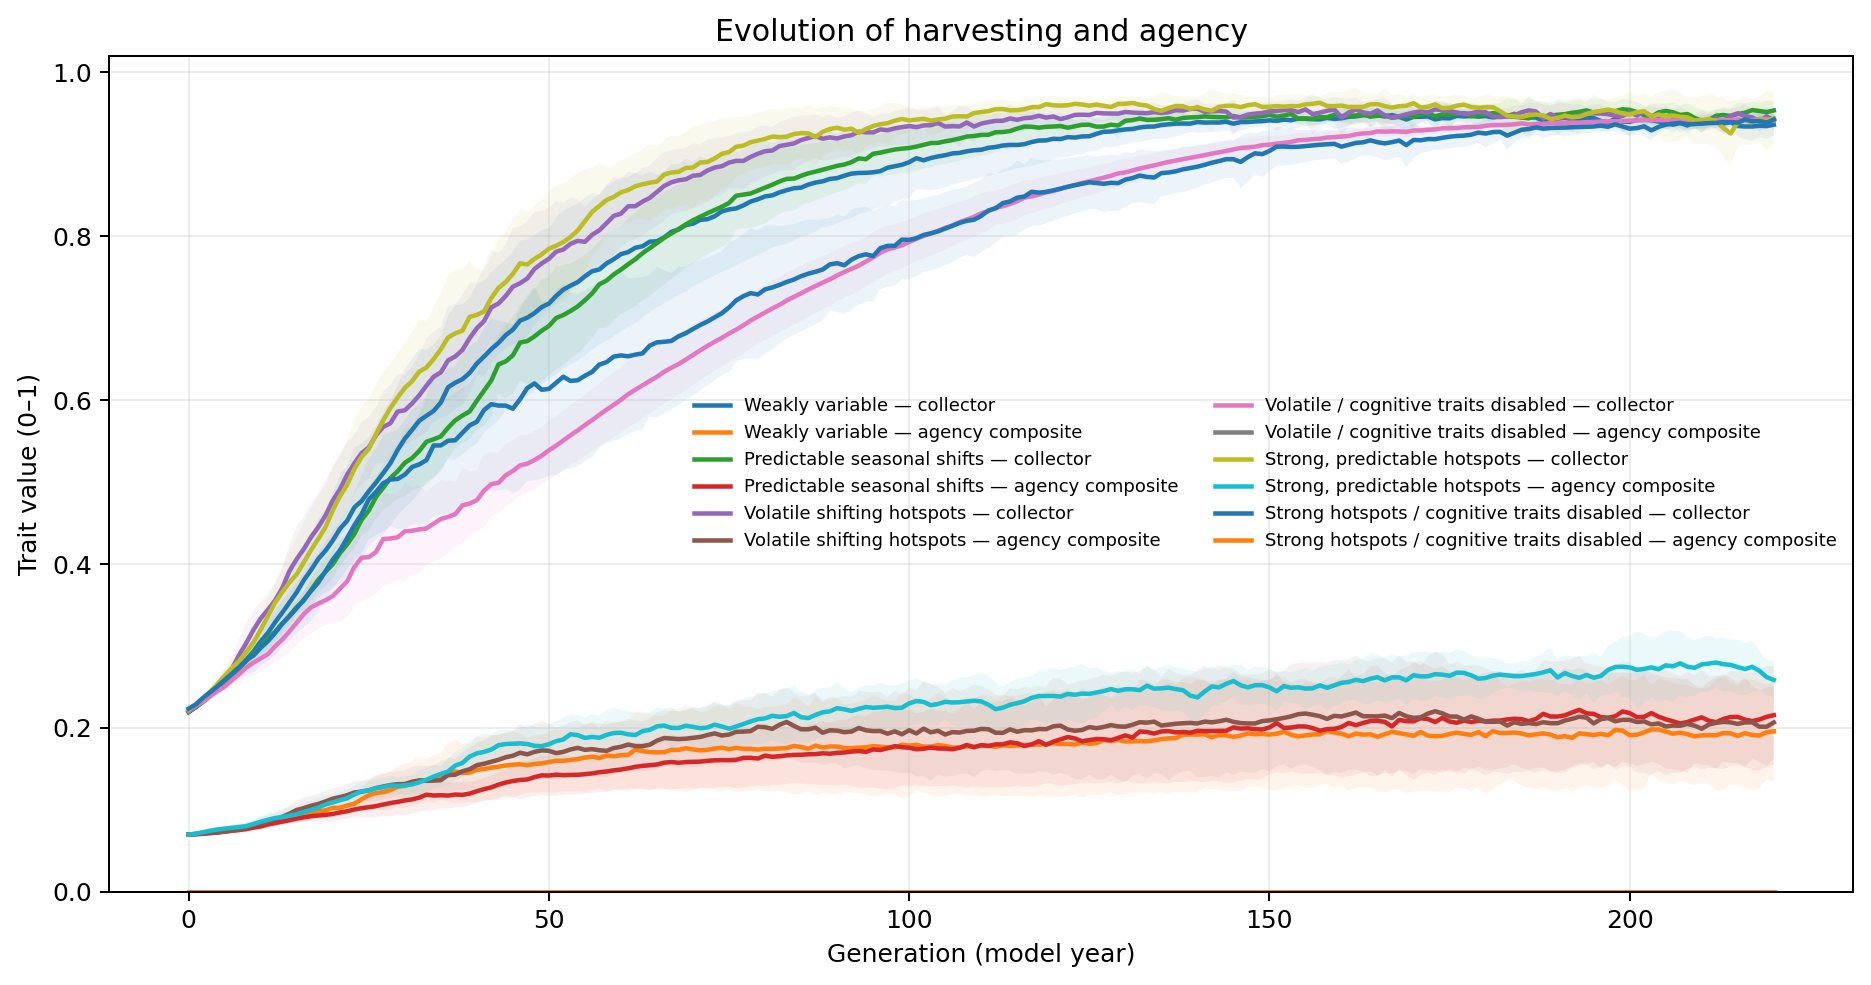 Evolution of harvesting and agency
Trait value (0–1)
1.0
0.8
0.6
0.4
0.2
0.0
Weakly variable — collector
Weakly variable — agency composite
Predictable seasonal shifts — collector
Predictable seasonal shifts — agency composite
Volatile shifting hotspots — collector
Volatile shifting hotspots — agency composite
Volatile / cognitive traits disabled — collector
Volatile / cognitive traits disabled — agency composite
Strong, predictable hotspots — collector
Strong, predictable hotspots — agency composite
Strong hotspots / cognitive traits disabled — collector
Strong hotspots / cognitive traits disabled — agency composite
0
50
100
150
200
Generation (model year)